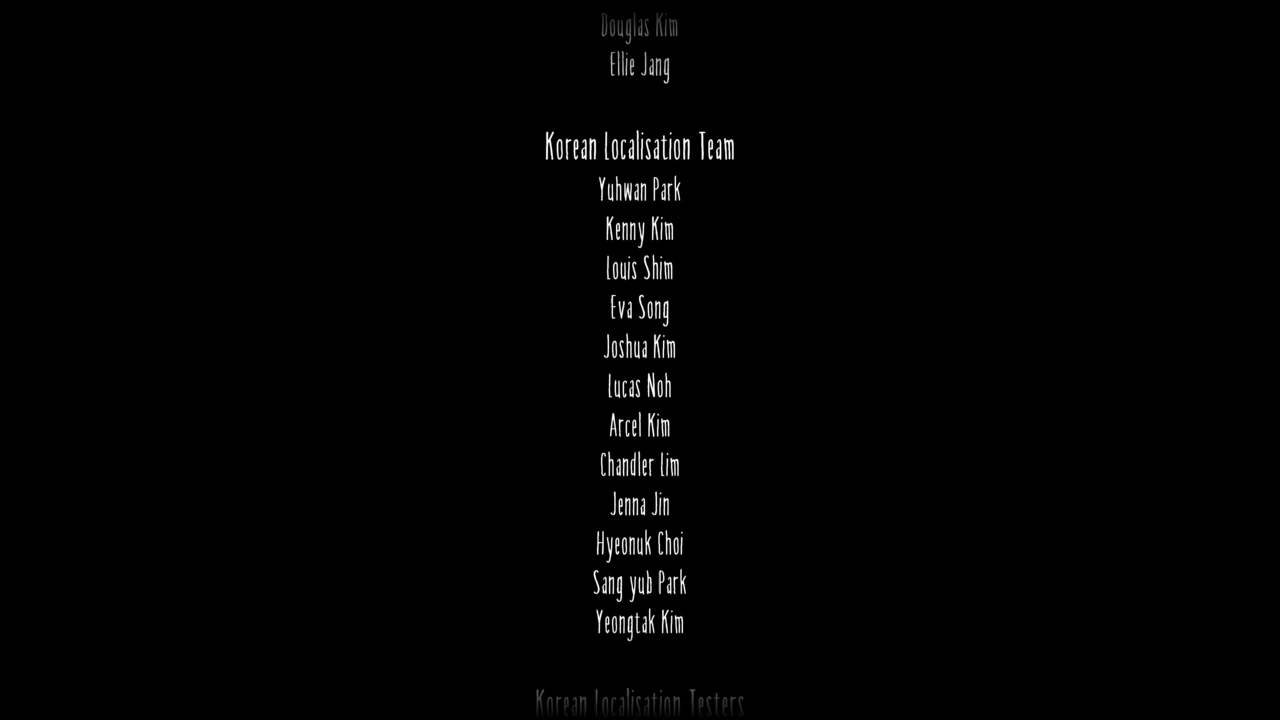 Douglas Kim
Ellie Jang
Korean Localisation Team
Yuhwan Park
Kenny Kim
Louis Shim
Eva Song
Joshua Kim
Lucas Noh
Arcel Kim
Chandler Lim
Jenna Jin
Hyeonuk Choi
Sang yub Park
Yeongtak Kim
Korean Localisation Testers